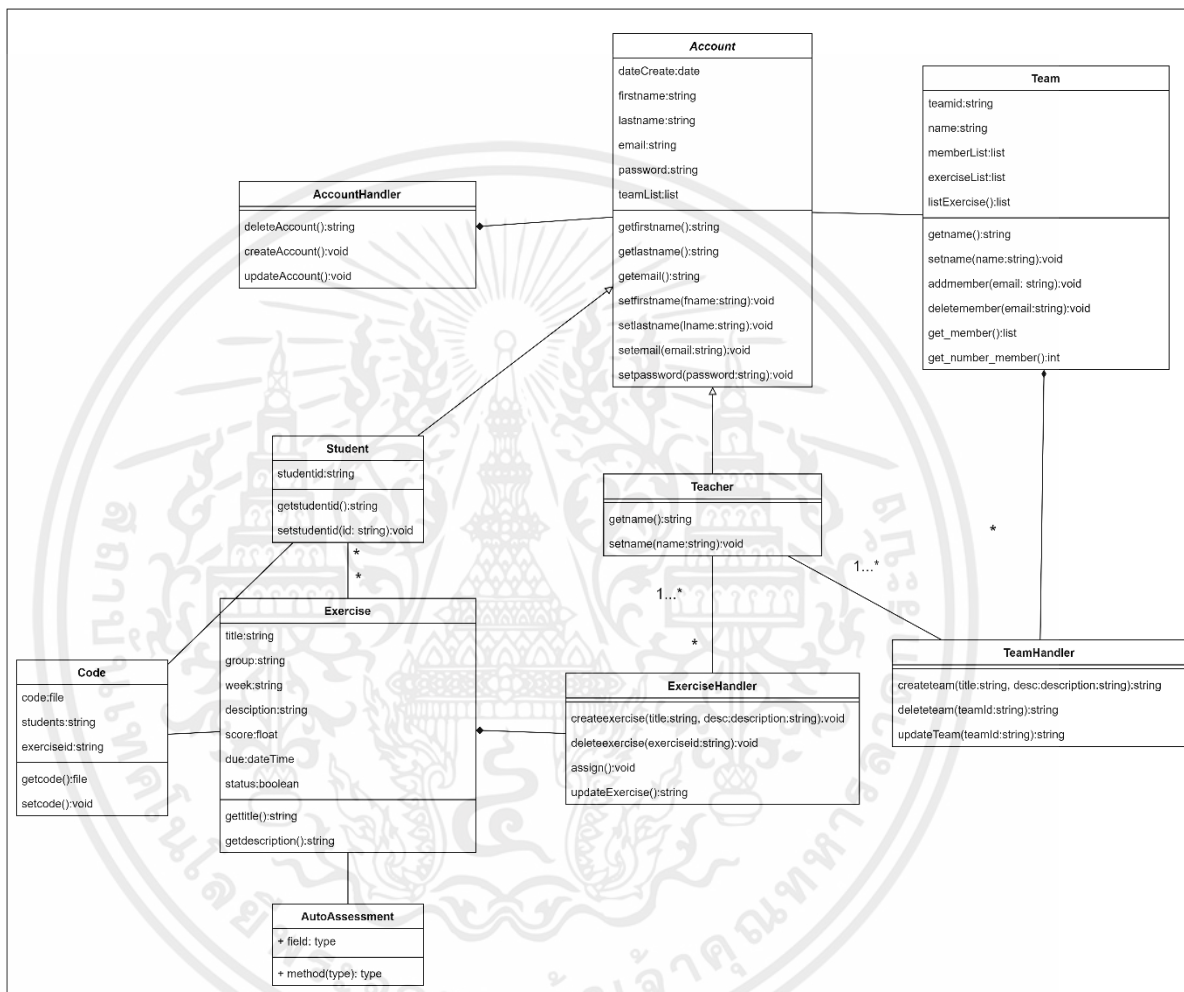 Account
dateCreate:date
firstname:string
lastname:string
email:string
password:string
teamList:list
getfirstname():string
getlastname():string
getemail():string
setfirstname(fname:string):void
setlastname(lname:string):void
setemail(email:string):void
setpassword(password:string):void
Team
teamid:string
name:string
memberList:list
exerciseList:list
listExercise():list
getname():string
setname(name:string):void
addmember(email: string):void
deletemember(email:string):void
get_member():list
get_number_member():int
AccountHandler
deleteAccount():string
createAccount():void
updateAccount():void
Student
studentid:string
getstudentid():string
setstudentid(id: string):void
*
*
Teacher
getname():string
setname(name:string):void
1...*
*
1...*
*
Exercise
title:string
group:string
week:string
desciption:string
score:float
due:dateTime
status:boolean
gettitle():string
getdescription():string
Code
code:file
students:string
exerciseid:string
getcode():file
setcode():void
ExerciseHandler
createexercise(title:string, desc:description:string):void
deleteexercise(exerciseid:string):void
assign():void
updateExercise():string
TeamHandler
createteam(title:string, desc:description:string):string
deleteteam(teamId:string):string
updateTeam(teamId:string):string
AutoAssessment
+ field: type
+ method(type): type